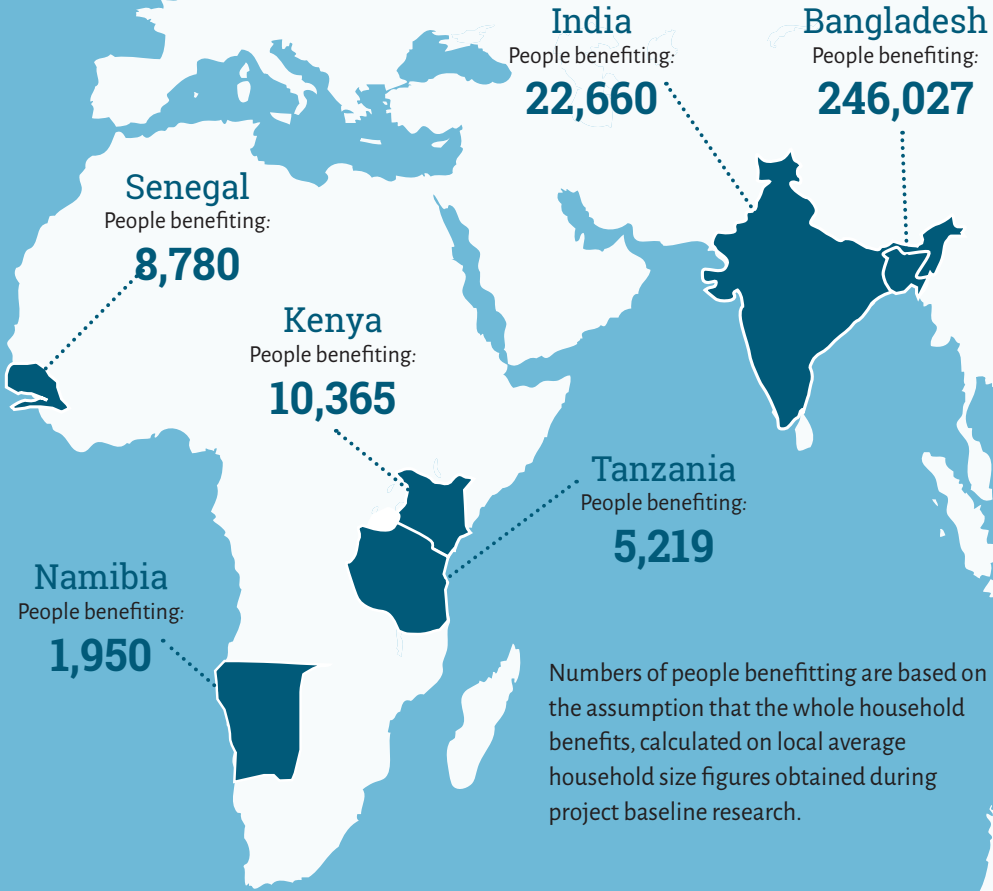 India
People benefiting:
22,660
Bangladesh
People benefiting:
246,027
Senegal
People benefiting:
8,780
Kenya
People benefiting:
10,365
Tanzania
People benefiting:
5,219
Namibia
People benefiting:
1,950
Numbers of people benefitting are based on
the assumption that the whole household
benefits, calculated on local average
household size figures obtained during
project baseline research.